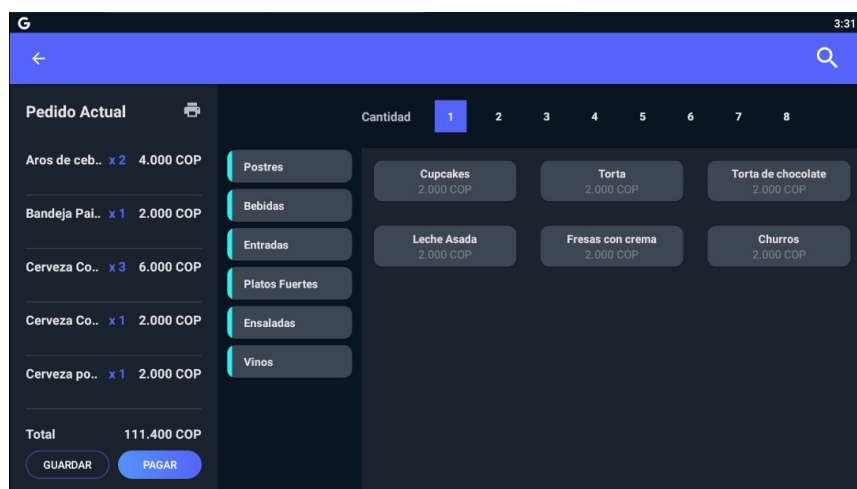 G
3:31
Pedido Actual
Aros de ceb.. x 2 4.000 COP
Bandeja Pai.. x 1 2.000 COP
Cerveza Co.. x 3 6.000 COP
Cerveza Co.. x 1 2.000 COP
Cerveza po.. x 1 2.000 COP
Total 111.400 COP
GUARDAR PAGAR
Cantidad 1 2 3 4 5 6 7 8
Postres
Bebidas
Entradas
Platos Fuertes
Ensaladas
Vinos
Cupcakes
2.000 COP
Torta
2.000 COP
Torta de chocolate
2.000 COP
Leche Asada
2.000 COP
Fresas con crema
2.000 COP
Churros
2.000 COP